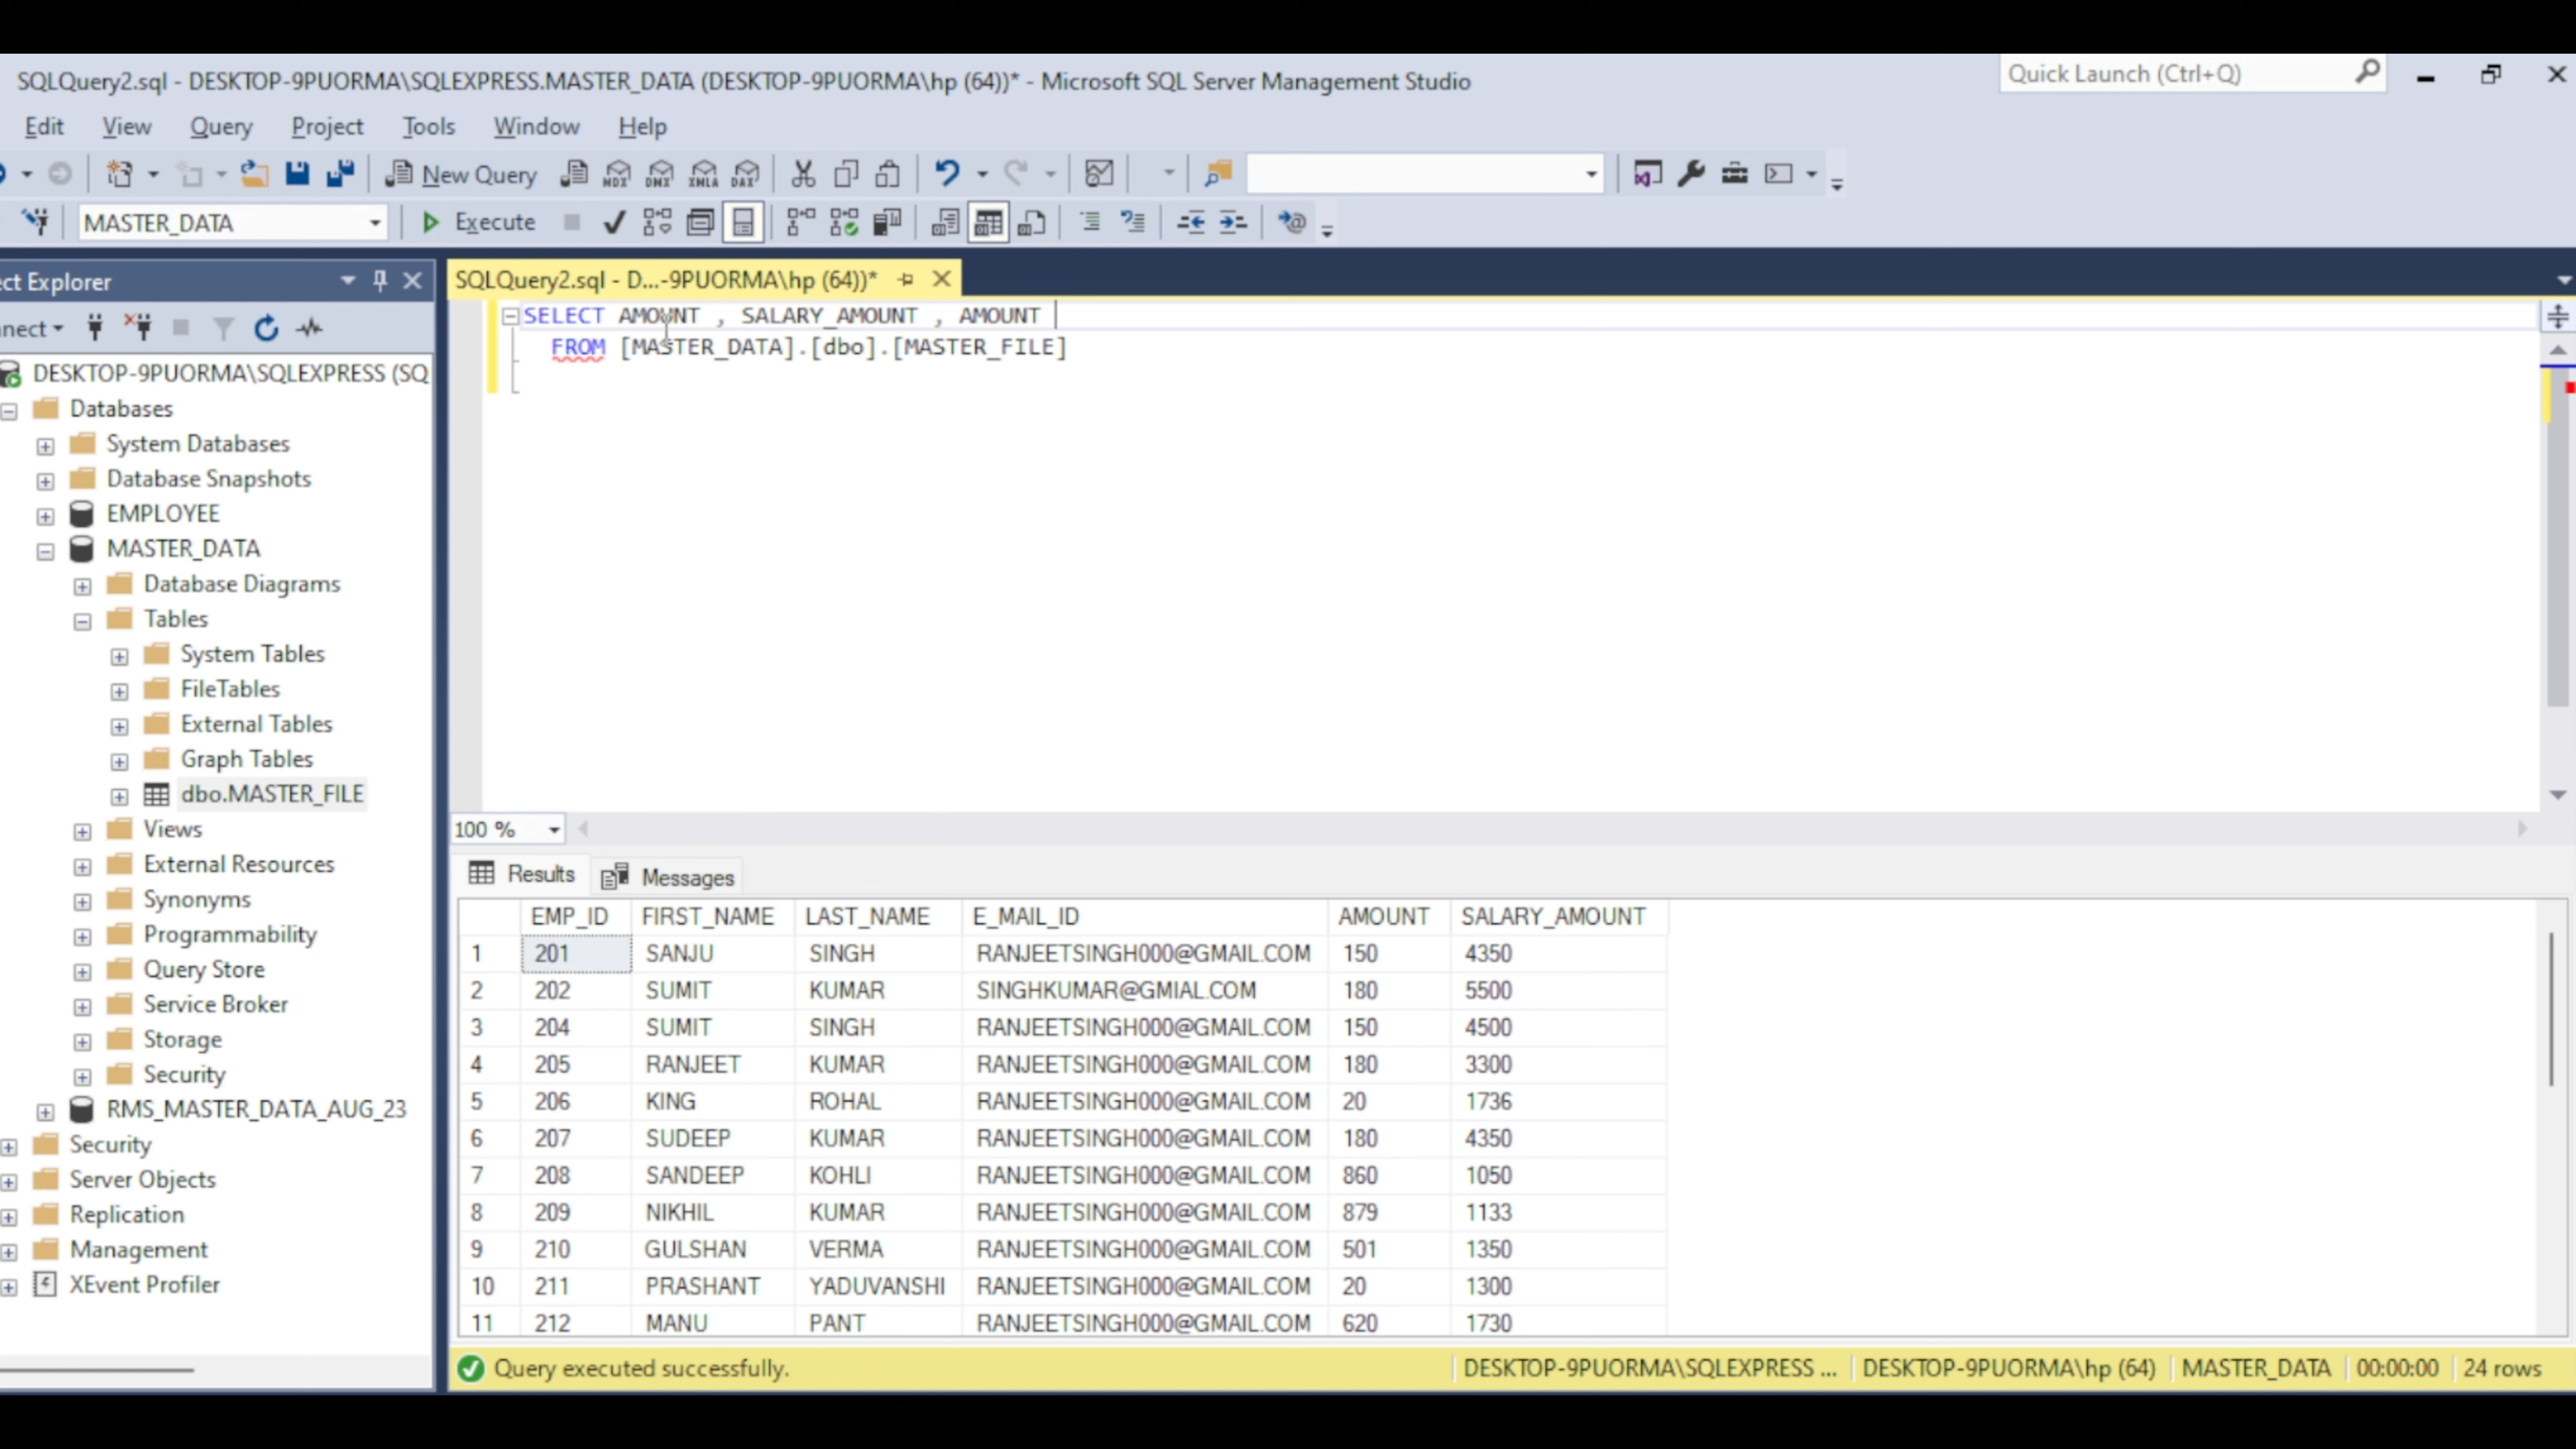 SQLQuery2.sql - DESKTOP-9PUORMA\SQLEXPRESS.MASTER_DATA (DESKTOP-9PUORMA\hp (64))* - Microsoft SQL Server Management Studio
Quick Launch (Ctrl+Q)
Edit View Query Project Tools Window Help
New Query MDX DMX XMLA DAX
MASTER_DATA Execute
ct Explorer
SQLQuery2.sql - D...-9PUORMA\hp (64))*
nnect
SELECT AMOUNT , SALARY_AMOUNT , AMOUNT
FROM [MASTER_DATA].[dbo].[MASTER_FILE]
DESKTOP-9PUORMA\SQLEXPRESS (SQ
Databases
System Databases
Database Snapshots
EMPLOYEE
MASTER_DATA
Database Diagrams
Tables
System Tables
FileTables
External Tables
Graph Tables
dbo.MASTER_FILE
Views
External Resources
Synonyms
Programmability
Query Store
Service Broker
Storage
Security
RMS_MASTER_DATA_AUG_23
Security
Server Objects
Replication
Management
XEvent Profiler
100 %
Results Messages
EMP_ID FIRST_NAME LAST_NAME E_MAIL_ID AMOUNT SALARY_AMOUNT
1 201 SANJU SINGH RANJEETSINGH000@GMAIL.COM 150 4350
2 202 SUMIT KUMAR SINGHKUMAR@GMIAL.COM 180 5500
3 204 SUMIT SINGH RANJEETSINGH000@GMAIL.COM 150 4500
4 205 RANJEET KUMAR RANJEETSINGH000@GMAIL.COM 180 3300
5 206 KING ROHAL RANJEETSINGH000@GMAIL.COM 20 1736
6 207 SUDEEP KUMAR RANJEETSINGH000@GMAIL.COM 180 4350
7 208 SANDEEP KOHLI RANJEETSINGH000@GMAIL.COM 860 1050
8 209 NIKHIL KUMAR RANJEETSINGH000@GMAIL.COM 879 1133
9 210 GULSHAN VERMA RANJEETSINGH000@GMAIL.COM 501 1350
10 211 PRASHANT YADUVANSHI RANJEETSINGH000@GMAIL.COM 20 1300
11 212 MANU PANT RANJEETSINGH000@GMAIL.COM 620 1730
Query executed successfully. DESKTOP-9PUORMA\SQLEXPRESS ... DESKTOP-9PUORMA\hp (64) MASTER_DATA 00:00:00 24 rows